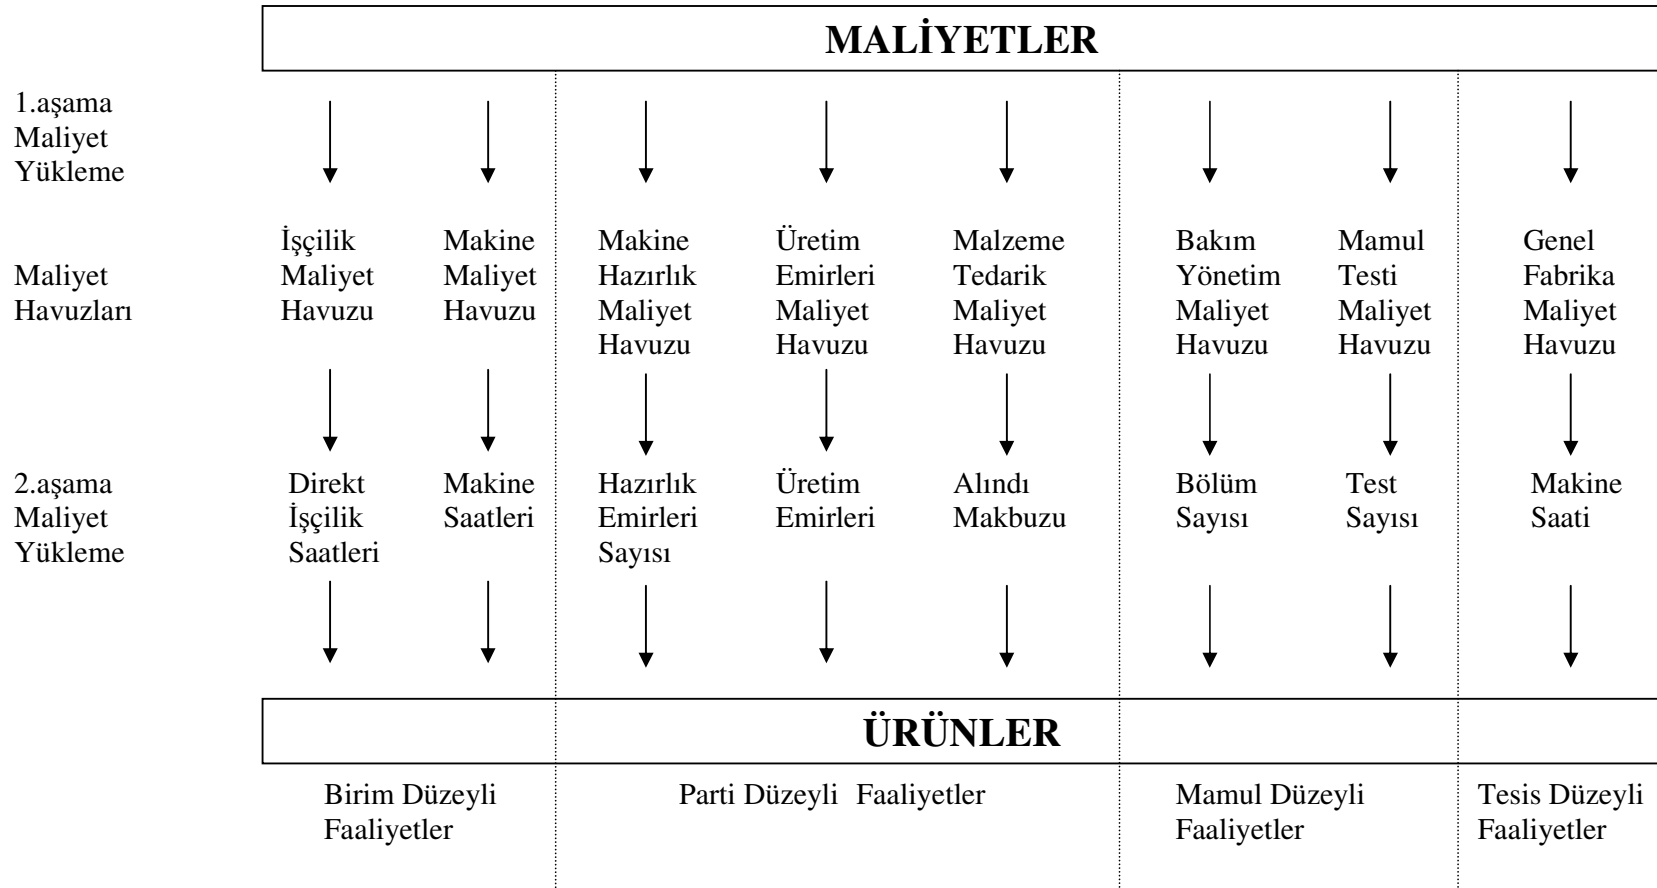 MALİYETLER
1.aşama
Maliyet
Yükleme
Maliyet
Havuzları
İşçilik
Maliyet
Havuzu
Makine
Maliyet
Havuzu
Makine
Hazırlık
Maliyet
Havuzu
Üretim
Emirleri
Maliyet
Havuzu
Malzeme
Tedarik
Maliyet
Havuzu
Bakım
Yönetim
Maliyet
Havuzu
Mamul
Testi
Maliyet
Havuzu
Genel
Fabrika
Maliyet
Havuzu
2.aşama
Maliyet
Yükleme
Direkt
İşçilik
Saatleri
Makine
Saatleri
Hazırlık
Emirleri
Sayısı
Üretim
Emirleri
Alındı
Makbuzu
Bölüm
Sayısı
Test
Sayısı
Makine
Saati
ÜRÜNLER
Birim Düzeyli
Faaliyetler
Parti Düzeyli Faaliyetler
Mamul Düzeyli
Faaliyetler
Tesis Düzeyli
Faaliyetler